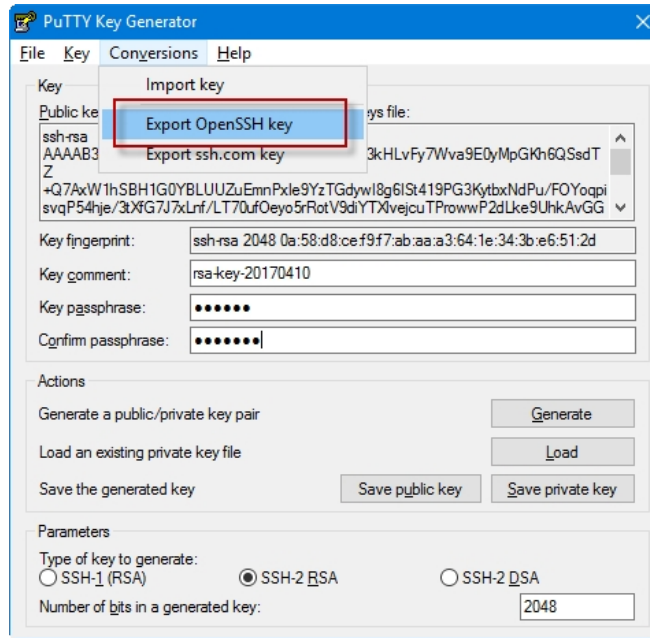 PuTTY Key Generator
File Key Conversions Help
Import key
Export OpenSSH key
Export ssh.com key
Key
Public ke
ys file:
ssh-rsa
AAAAB3
3kHLvFy7Wva9E0yMpGKh6QSsdT
Z
+Q7AxW1hSBH1G0YBLUUZuEmnPxle9YzTGdywI8g6ISt419PG3KytbxNdPu/FOYoqpi
svqP54hje/3tXfG7J7xLnf/LT70ufOeyo5rRotV9diYTXlvejcuTProwwP2dLke9UhkAvGG
Key fingerprint: ssh-rsa 2048 0a:58:d8:ce:f9:f7:ab:aa:a3:64:1e:34:3b:e6:51:2d
Key comment: rsa-key-20170410
Key passphrase: ●●●●●●
Confirm passphrase: ●●●●●●●
Actions
Generate a public/private key pair Generate
Load an existing private key file Load
Save the generated key Save public key Save private key
Parameters
Type of key to generate:
SSH-1 (RSA) SSH-2 RSA SSH-2 DSA
Number of bits in a generated key: 2048